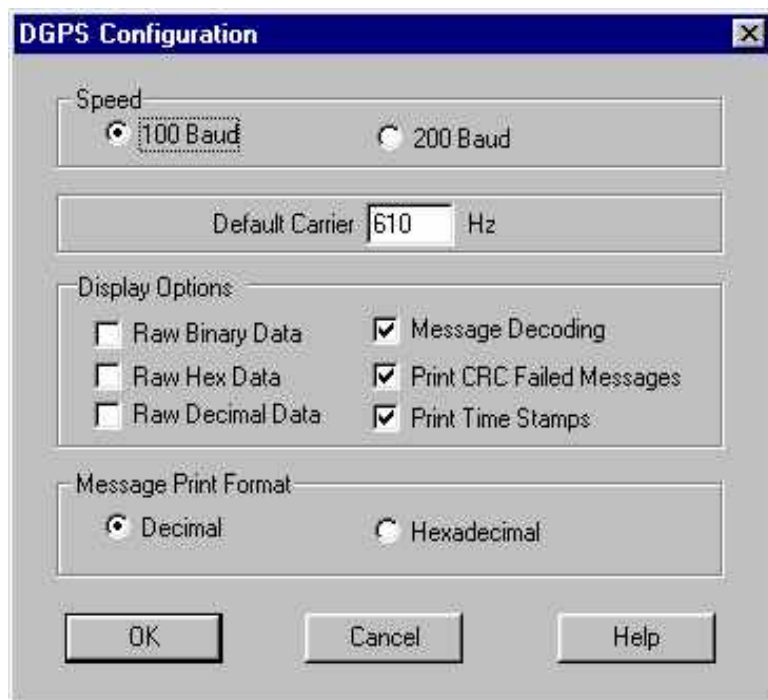 DGPS Configuration
Speed
100 Baud
200 Baud
Default Carrier 610 Hz
Display Options
Raw Binary Data
Message Decoding
Raw Hex Data
Print CRC Failed Messages
Raw Decimal Data
Print Time Stamps
Message Print Format
Decimal
Hexadecimal
OK
Cancel
Help